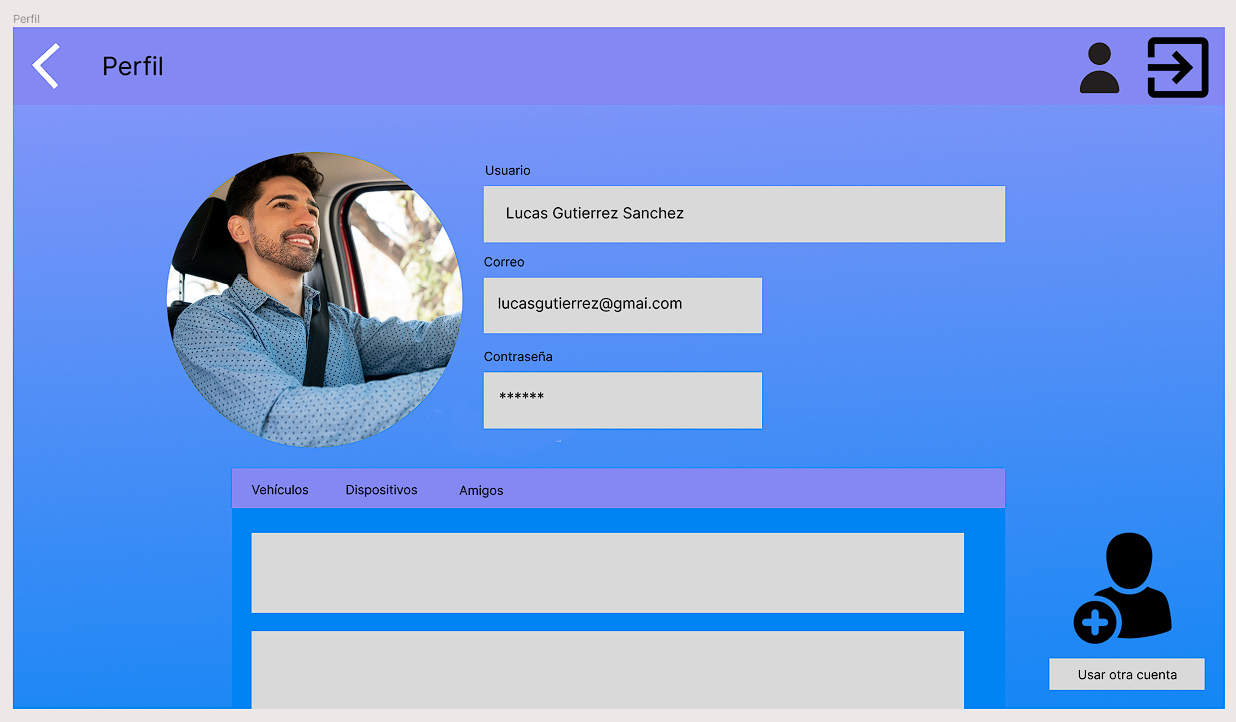 Perfil
Perfil
Usuario
Lucas Gutierrez Sanchez
Correo
lucasgutierrez@gmai.com
Contraseña
******
Vehículos Dispositivos Amigos
Usar otra cuenta